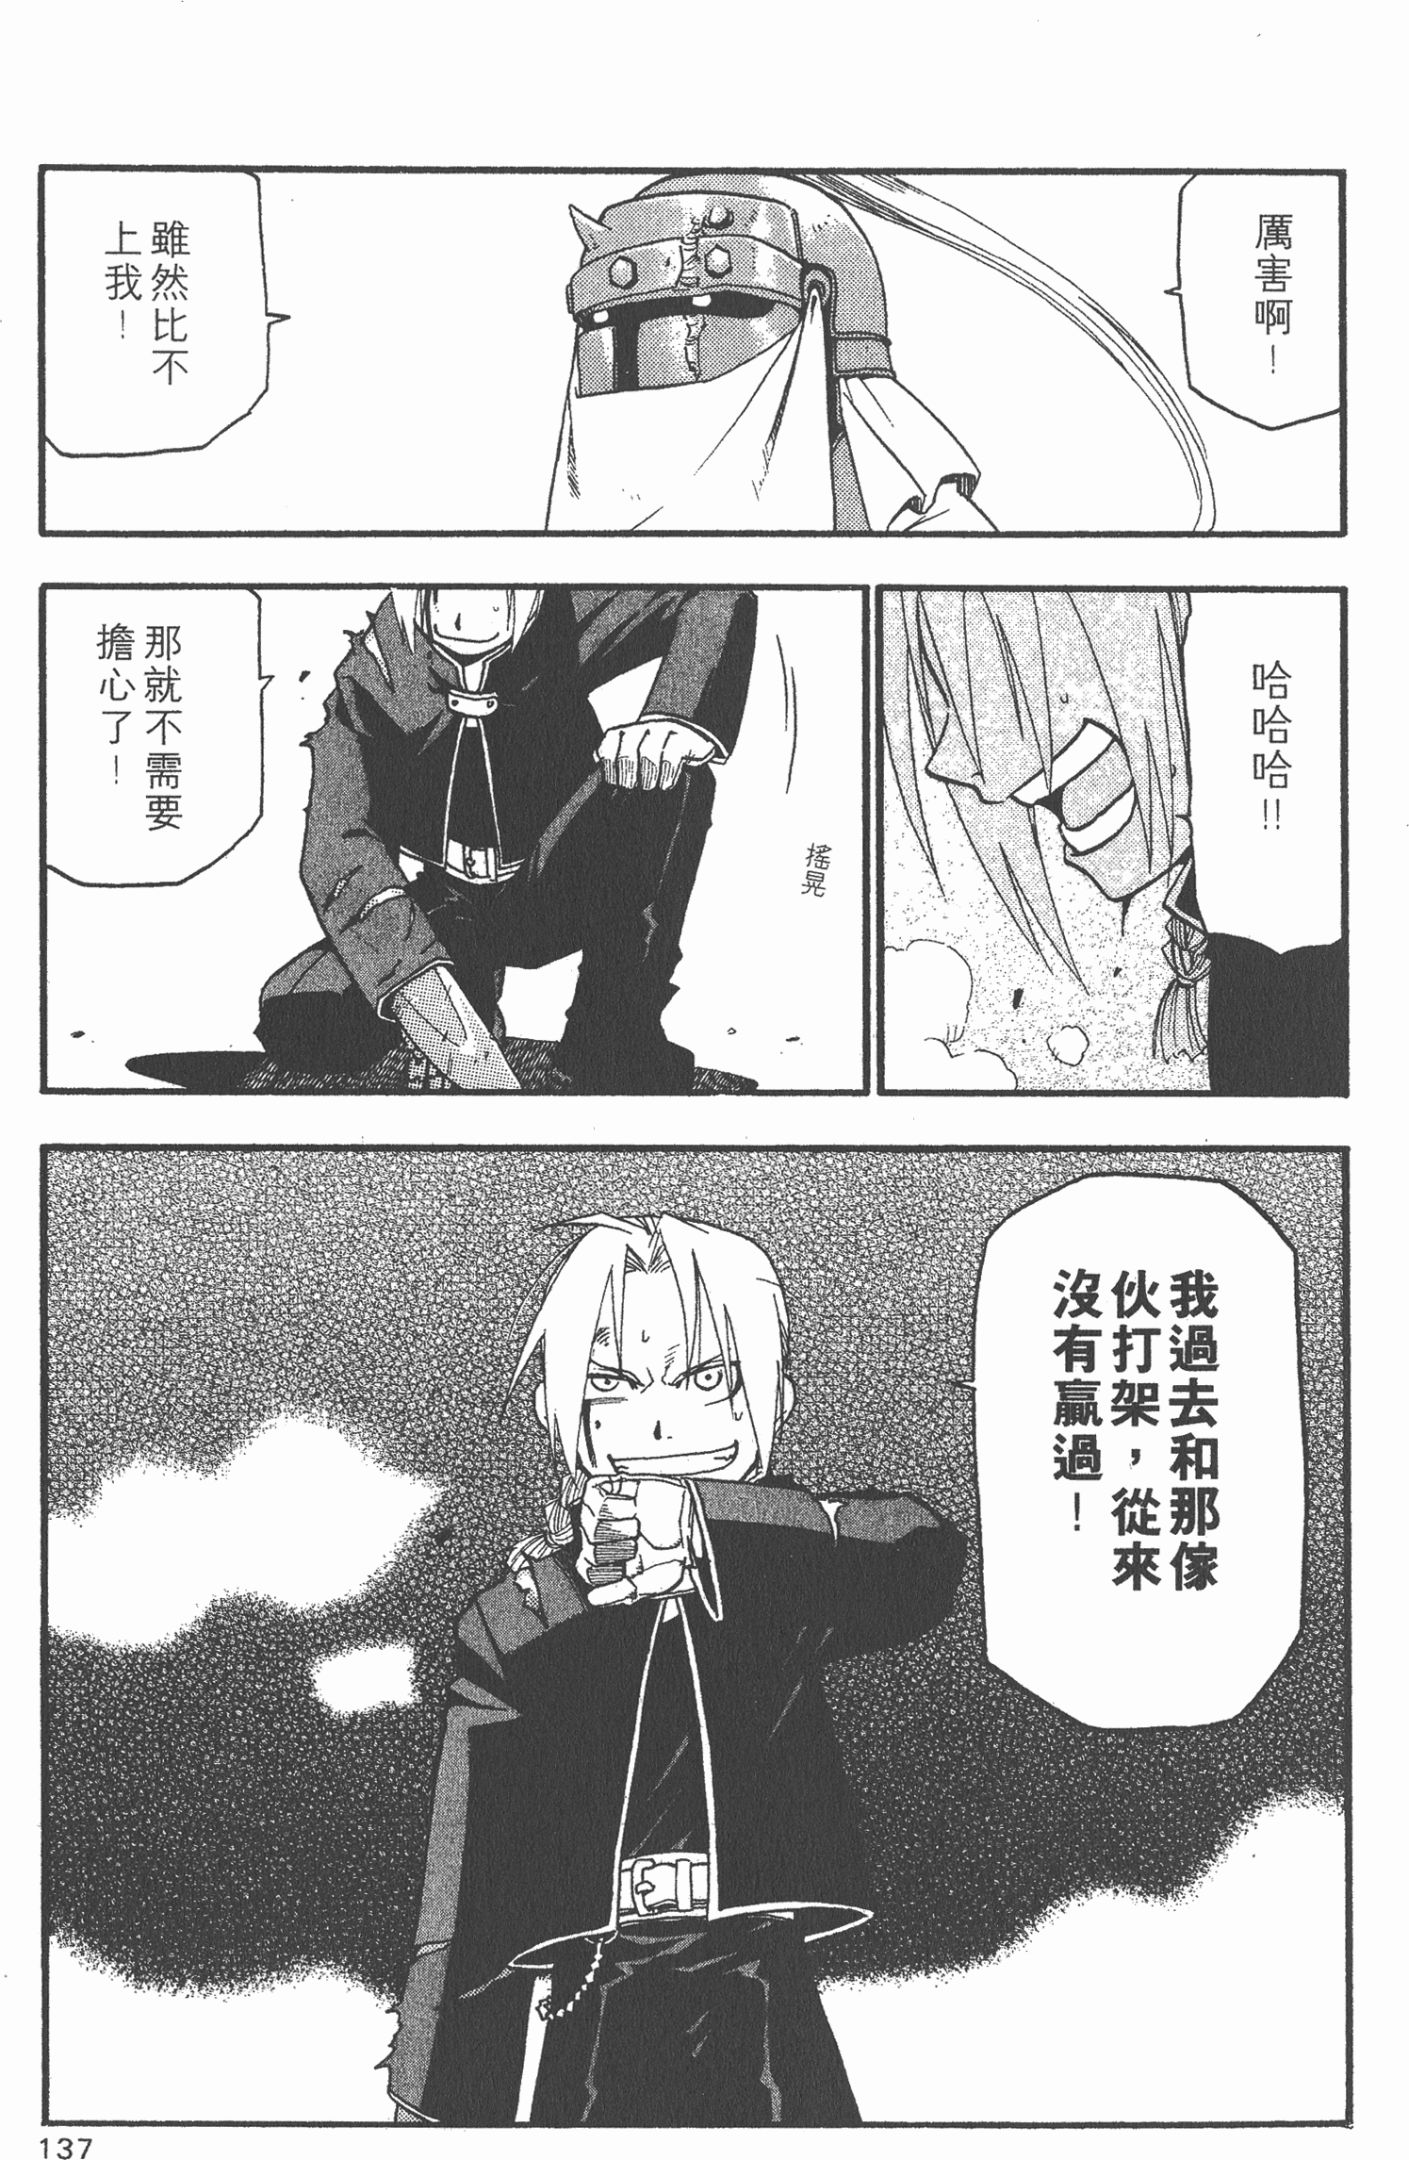 厲害啊！
雖然比不
上我！
哈哈哈!!
搖晃
那就不需要
擔心了！
我過去和那傢
伙打架，從來
沒有贏過！
137